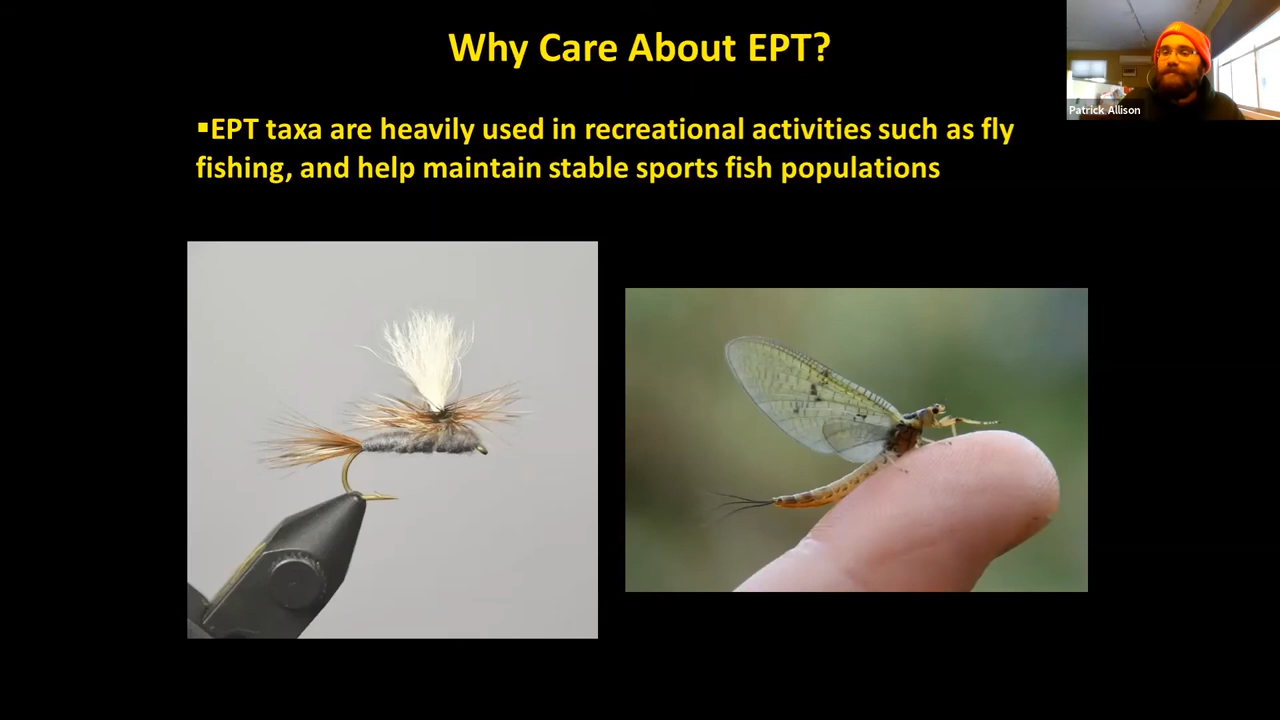 Why Care About EPT?
Patrick Allison
▪EPT taxa are heavily used in recreational activities such as fly
fishing, and help maintain stable sports fish populations